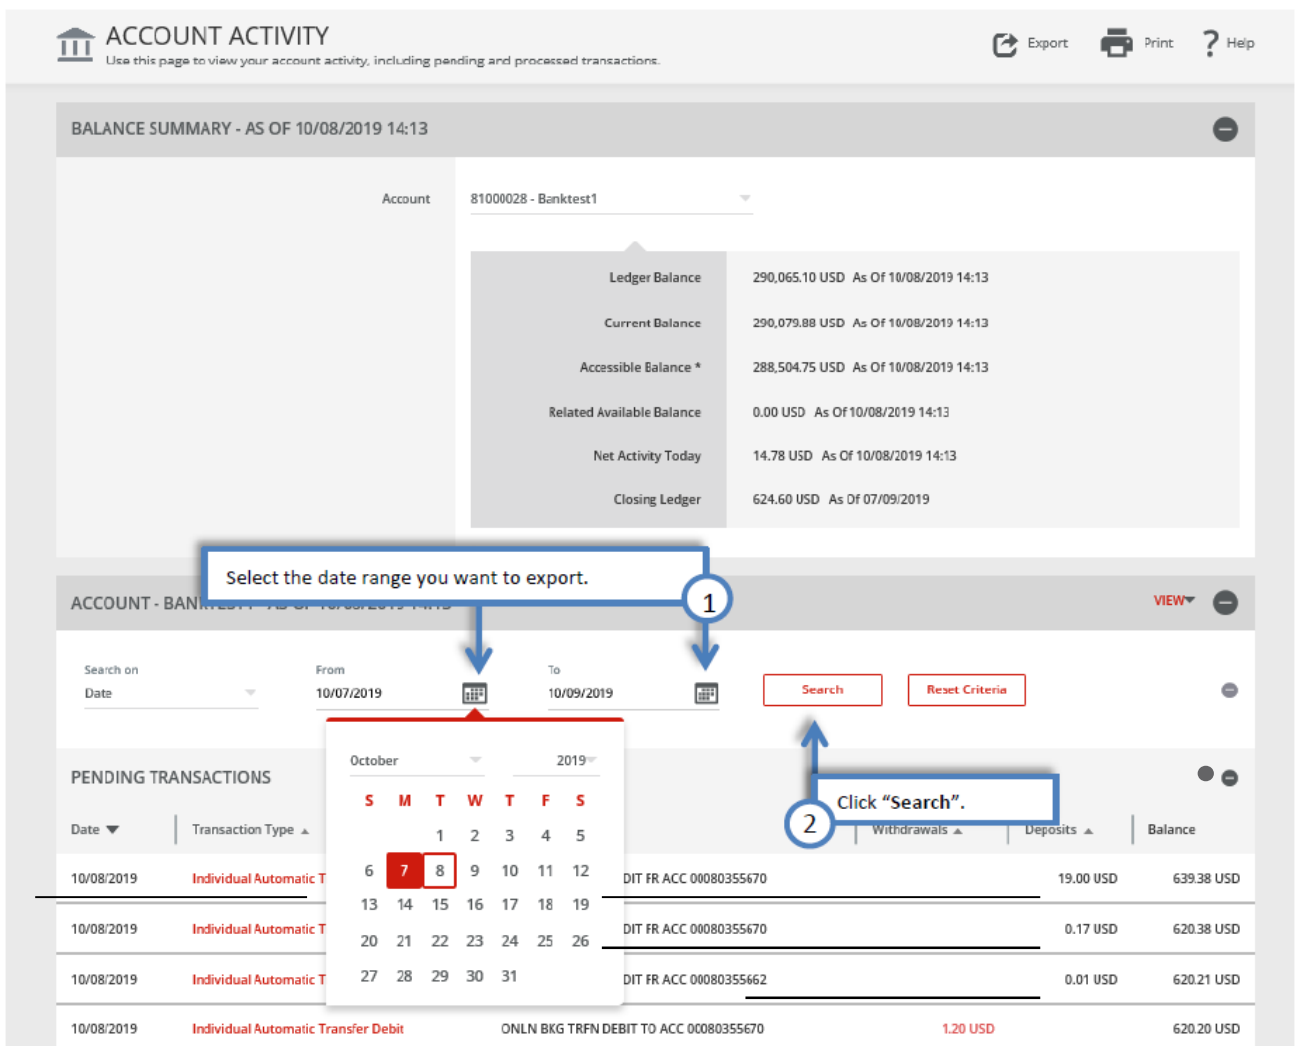 ACCOUNT ACTIVITY
Use this page to view your account activity, including pending and processed transactions.
Export Print ? Help
BALANCE SUMMARY - AS OF 10/08/2019 14:13
Account 81000028 - Banktest1
Ledger Balance 290,065.10 USD As Of 10/08/2019 14:13
Current Balance 290,079.88 USD As Of 10/08/2019 14:13
Accessible Balance * 288,504.75 USD As Of 10/08/2019 14:13
Related Available Balance 0.00 USD As Of 10/08/2019 14:13
Net Activity Today 14.78 USD As Of 10/08/2019 14:13
Closing Ledger 624.60 USD As Of 07/09/2019
Select the date range you want to export.
1
ACCOUNT - VIEW
Search on From To
Date 10/07/2019 10/09/2019 Search Reset Criteria
October 2019
S M T W T F S
1 2 3 4 5
6 7 8 9 10 11 12
13 14 15 16 17 18 19
20 21 22 23 24 25 26
27 28 29 30 31
Click “Search”.
2
PENDING TRANSACTIONS
Date Transaction Type Withdrawals Deposits Balance
10/08/2019 Individual Automatic T DIT FR ACC 00080355670 19.00 USD 639.38 USD
10/08/2019 Individual Automatic T DIT FR ACC 00080355670 0.17 USD 620.38 USD
10/08/2019 Individual Automatic T DIT FR ACC 00080355662 0.01 USD 620.21 USD
10/08/2019 Individual Automatic Transfer Debit ONLN BKG TRFN DEBIT TO ACC 00080355670 1.20 USD 620.20 USD